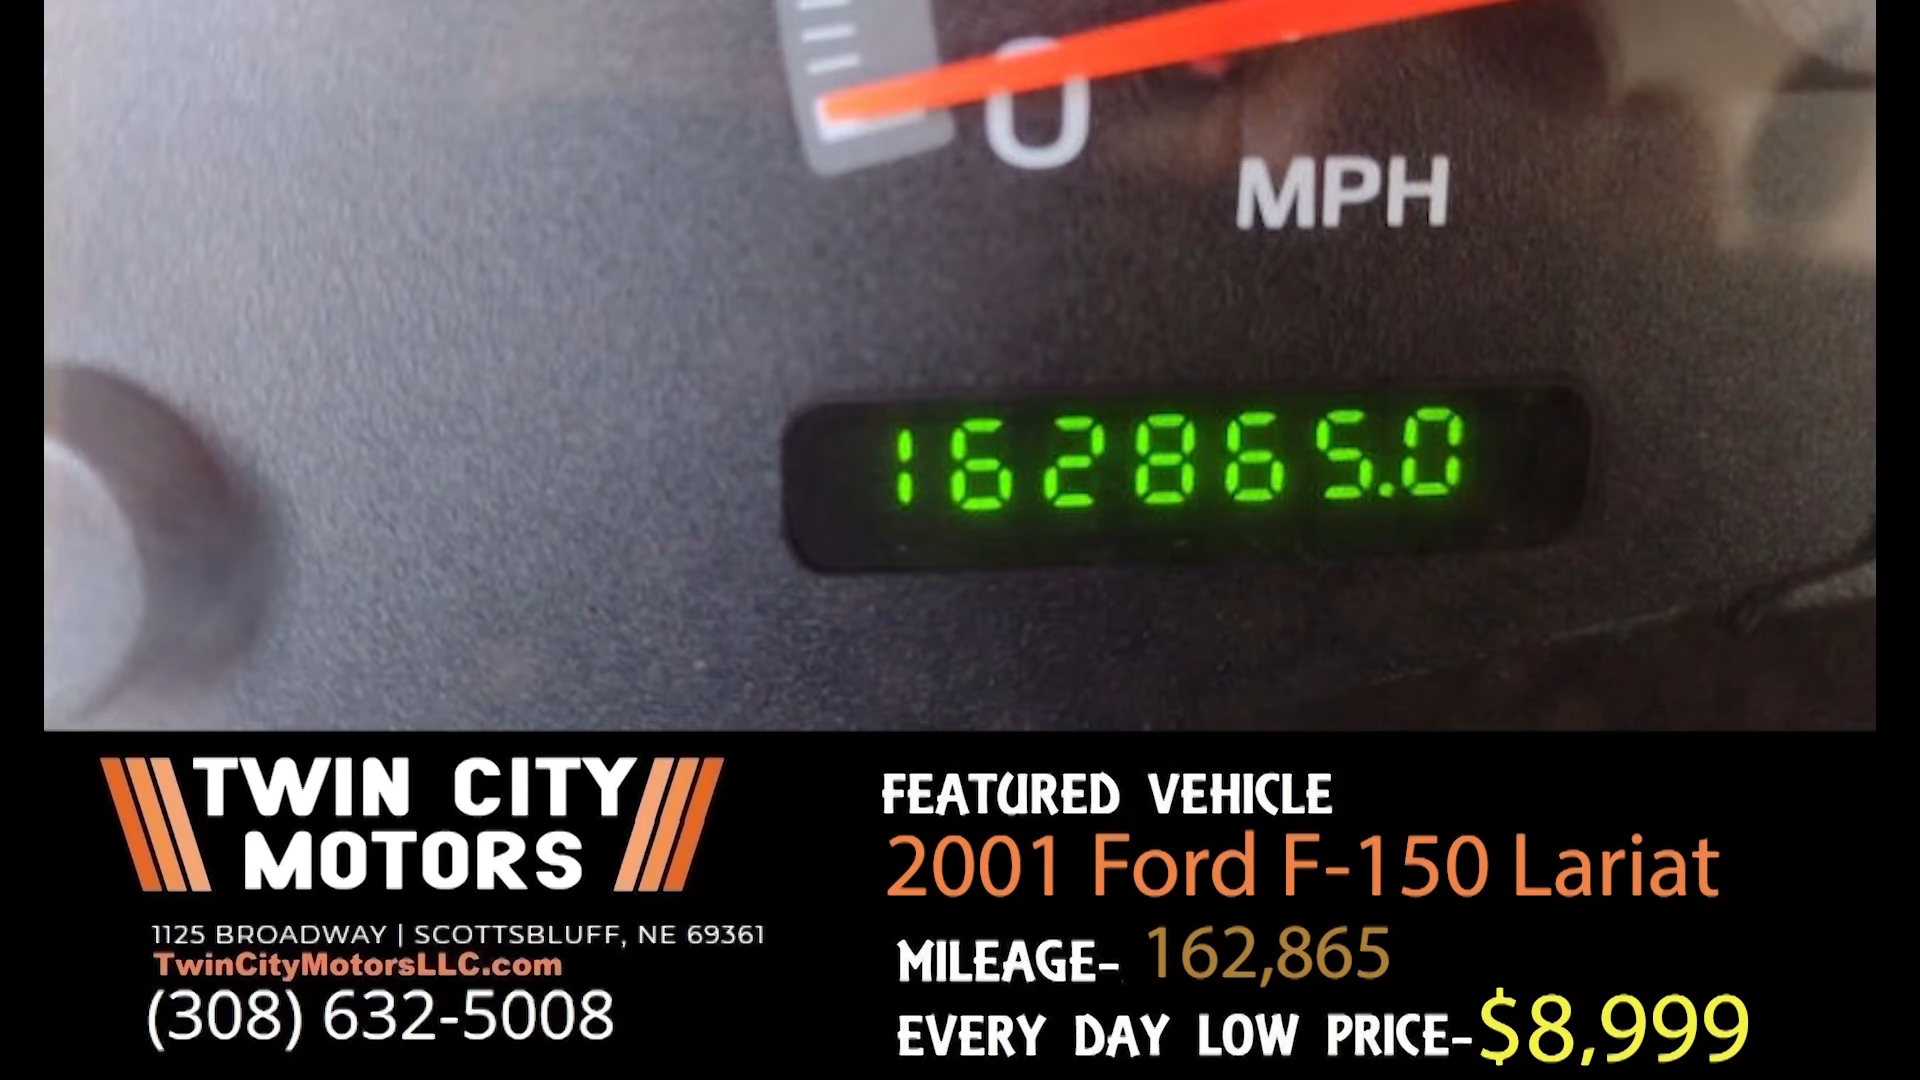 0
MPH
162865.0
TWIN CITY
MOTORS
1125 BROADWAY | SCOTTSBLUFF, NE 69361
TwinCityMotorsLLC.com
(308) 632-5008
FEATURED VEHICLE
2001 Ford F-150 Lariat
MILEAGE- 162,865
EVERY DAY LOW PRICE-$8,999